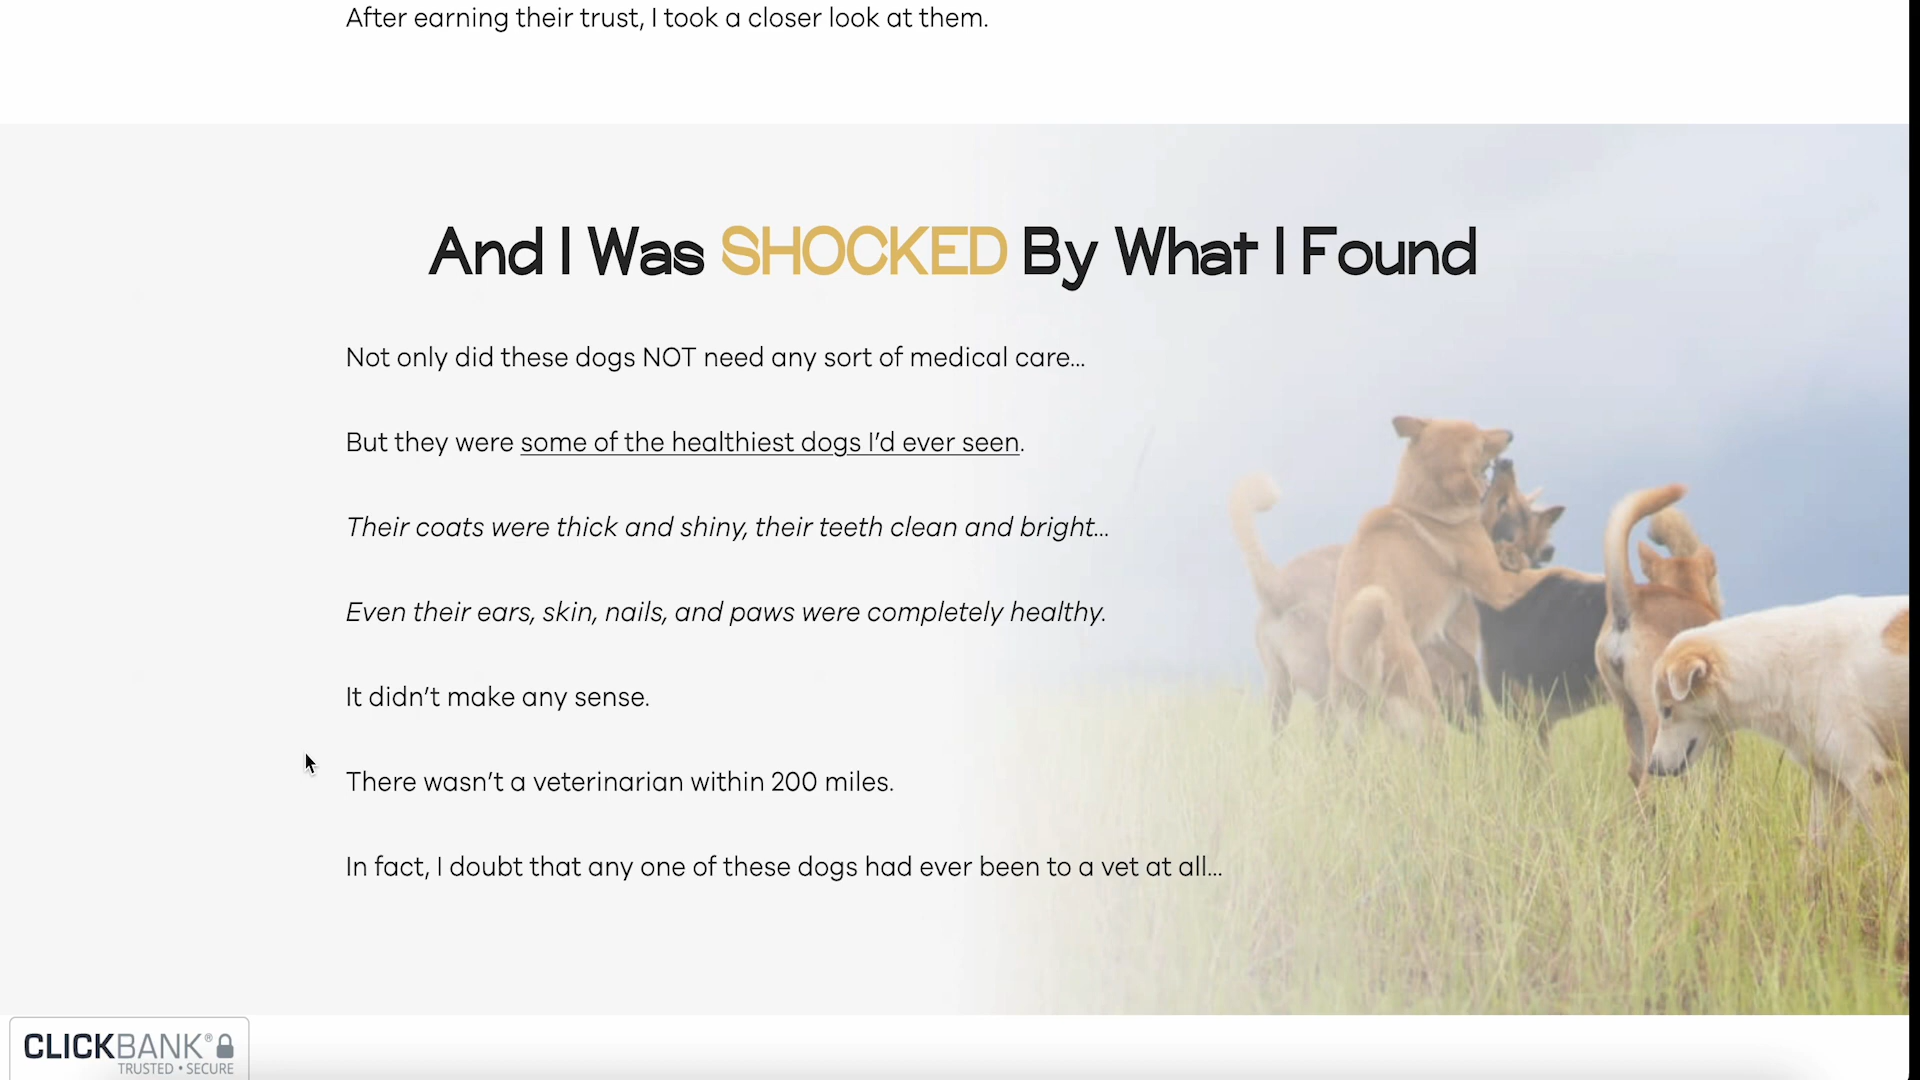 After earning their trust, I took a closer look at them.
And I Was SHOCKED By What I Found
Not only did these dogs NOT need any sort of medical care...
But they were some of the healthiest dogs I'd ever seen.
Their coats were thick and shiny, their teeth clean and bright...
Even their ears, skin, nails, and paws were completely healthy.
It didn't make any sense.
There wasn't a veterinarian within 200 miles.
In fact, I doubt that any one of these dogs had ever been to a vet at all...
CLICKBANK®
TRUSTED • SECURE